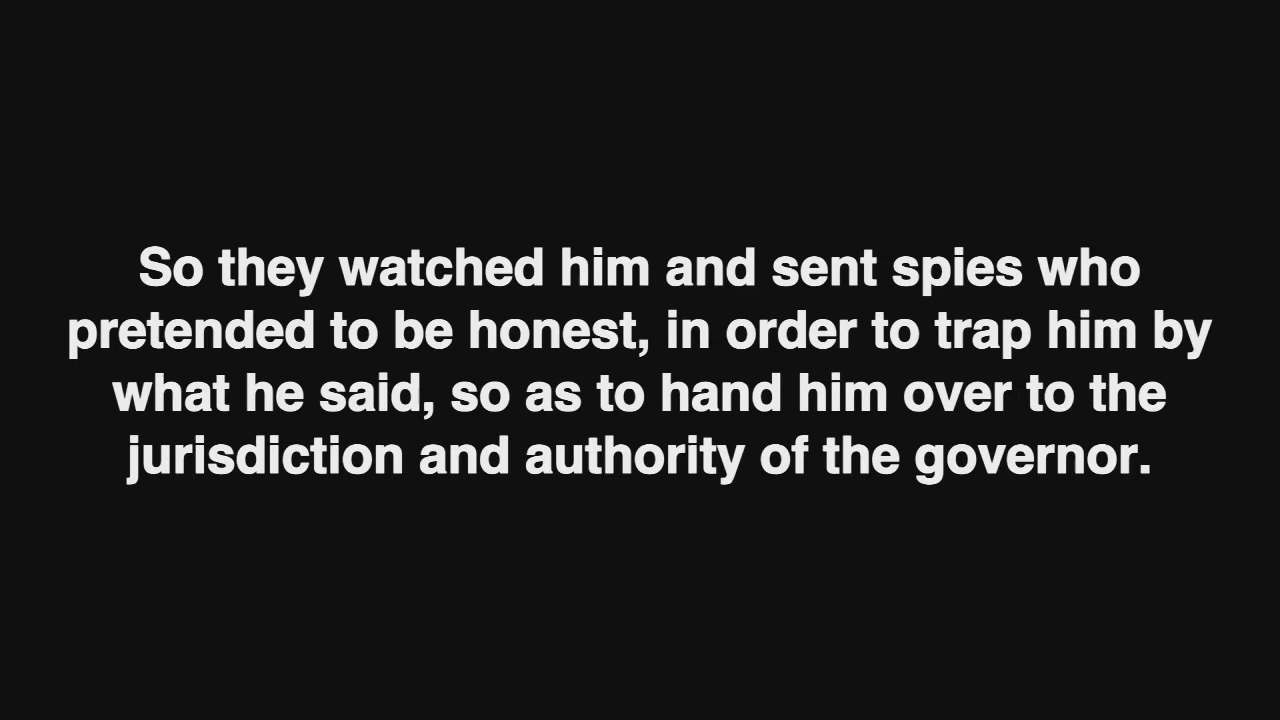 So they watched him and sent spies who
pretended to be honest, in order to trap him by
what he said, so as to hand him over to the
jurisdiction and authority of the governor.